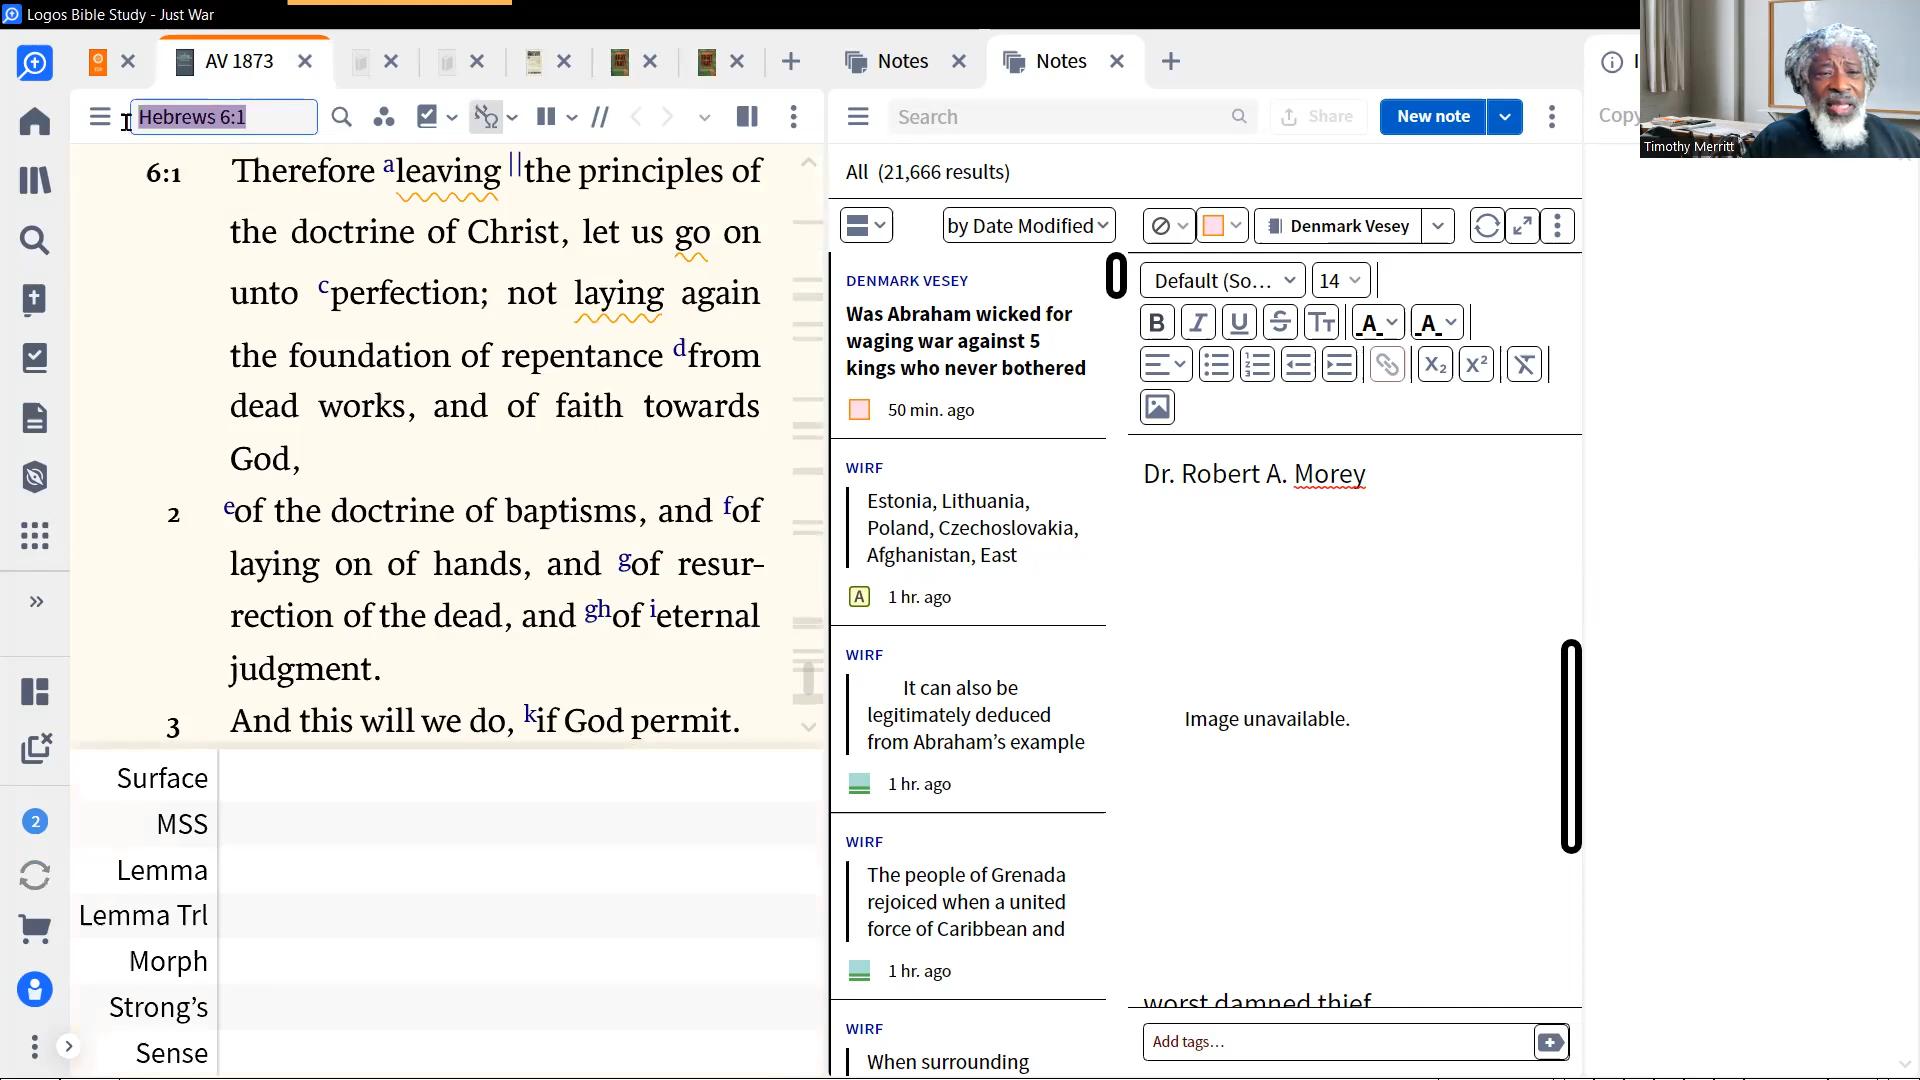 Logos Bible Study - Just War
AV 1873
Notes
Notes
Hebrews 6:1
Search
Share
New note
Copy
Timothy Merritt
6:1 Therefore aleaving ||the principles of
the doctrine of Christ, let us go on
unto cperfection; not laying again
the foundation of repentance dfrom
dead works, and of faith towards
God,
2 eof the doctrine of baptisms, and fof
laying on of hands, and gof resur-
rection of the dead, and ghof ieternal
judgment.
3 And this will we do, kif God permit.
Surface
MSS
Lemma
Lemma Trl
Morph
Strong’s
Sense
2
All (21,666 results)
by Date Modified
Denmark Vesey
DENMARK VESEY
Was Abraham wicked for
waging war against 5
kings who never bothered
50 min. ago
WIRF
Estonia, Lithuania,
Poland, Czechoslovakia,
Afghanistan, East
A 1 hr. ago
WIRF
It can also be
legitimately deduced
from Abraham’s example
1 hr. ago
WIRF
The people of Grenada
rejoiced when a united
force of Caribbean and
1 hr. ago
WIRF
When surrounding
Default (So... 14
B I U S TT A A
X2 X2
Dr. Robert A. Morey
Image unavailable.
worst damned thief
Add tags...